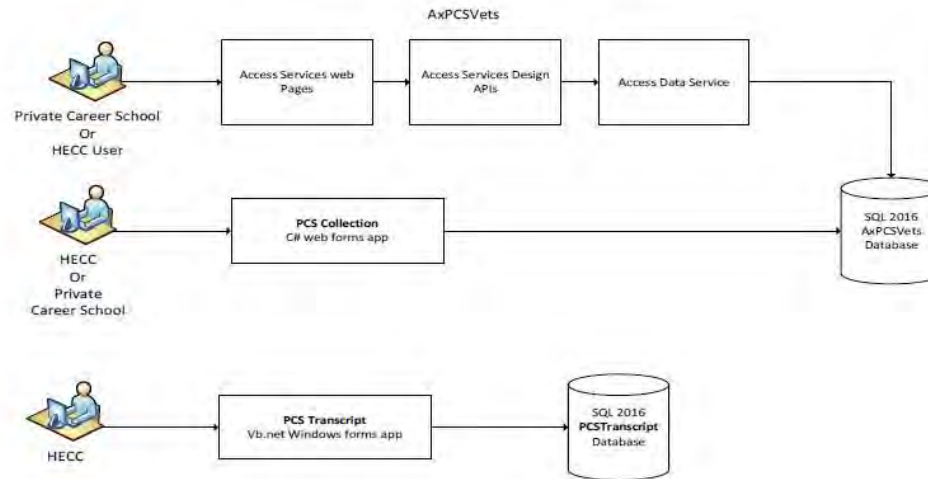 AxPCSVets
Private Career School
Or
HECC User
Access Services web
Pages
Access Services Design
APIs
Access Data Service
HECC
Or
Private
Career School
PCS Collection
C# web forms app
SQL 2016
AxPCSVets
Database
HECC
PCS Transcript
Vb.net Windows forms app
SQL 2016
PCSTranscript
Database